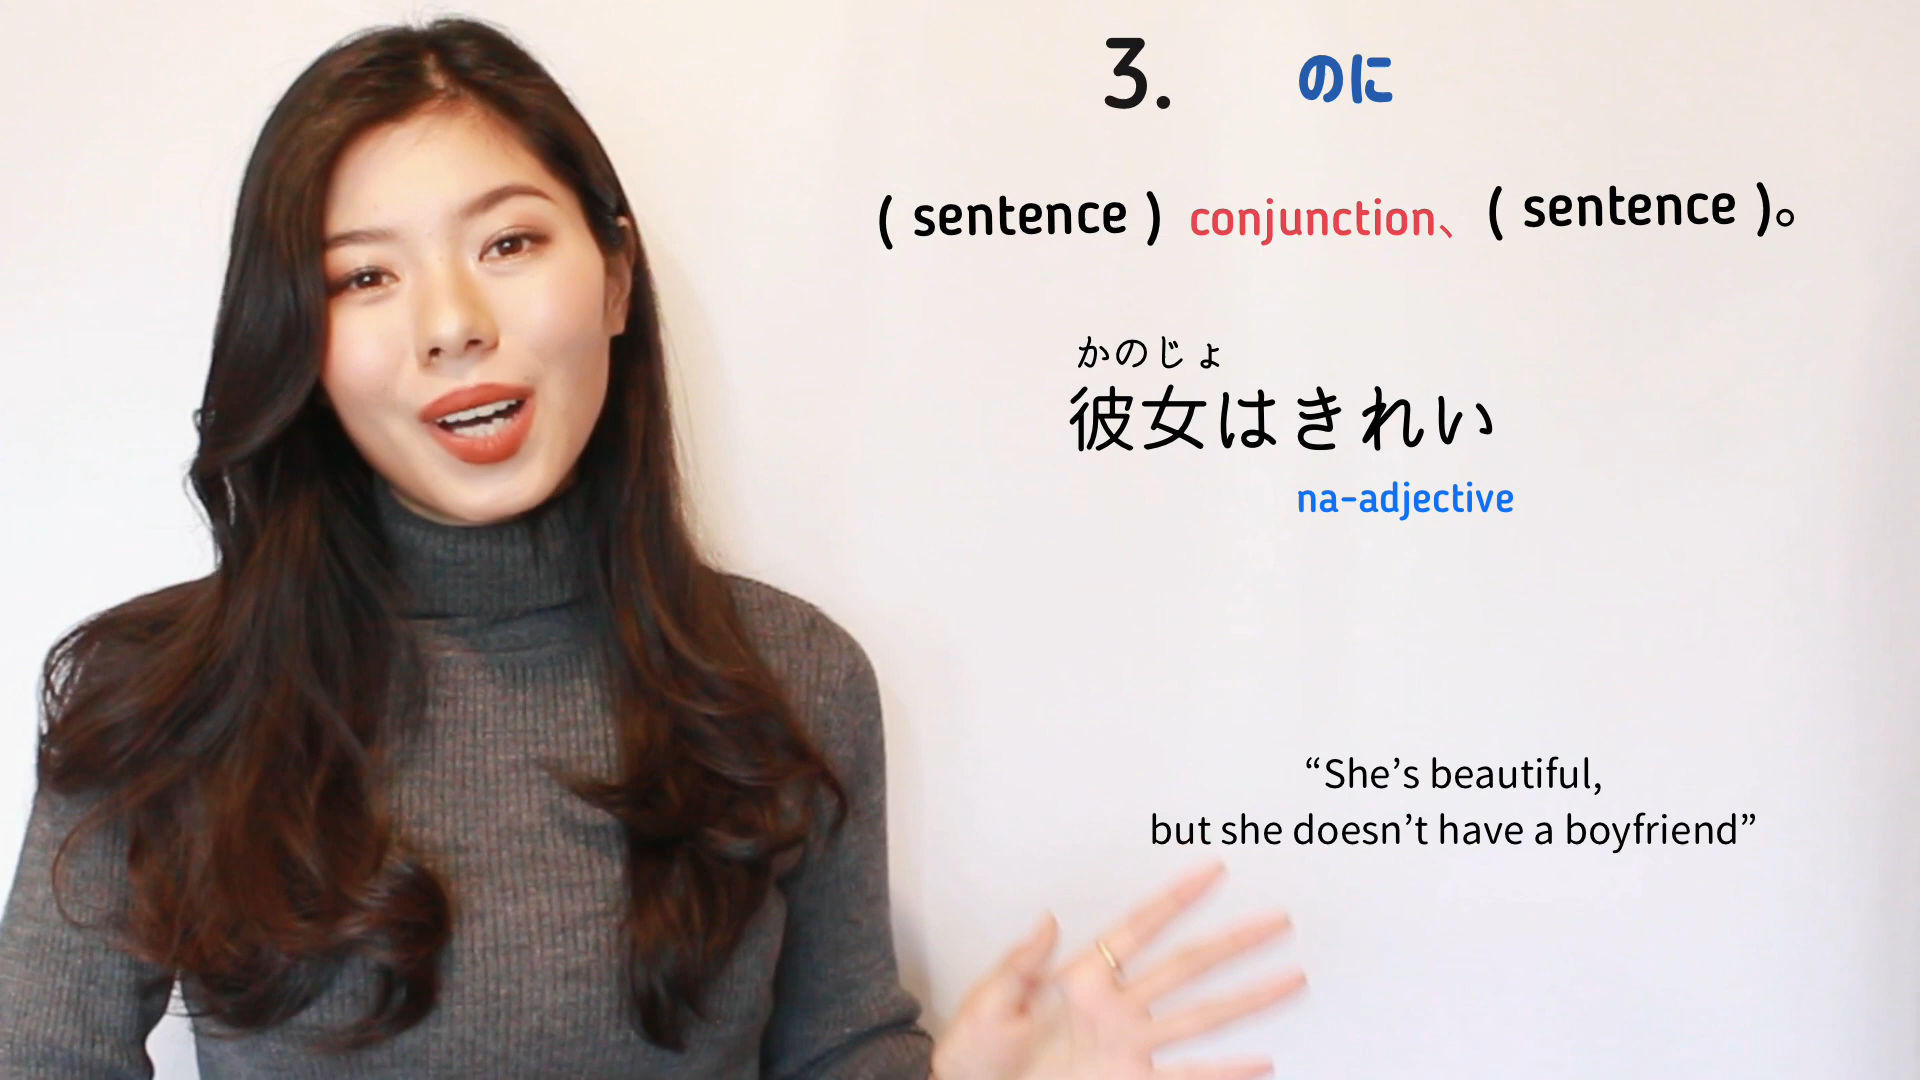 3. のに
( sentence ) conjunction、( sentence )。
かのじょ
彼女はきれい
na-adjective
“She’s beautiful,
but she doesn’t have a boyfriend”